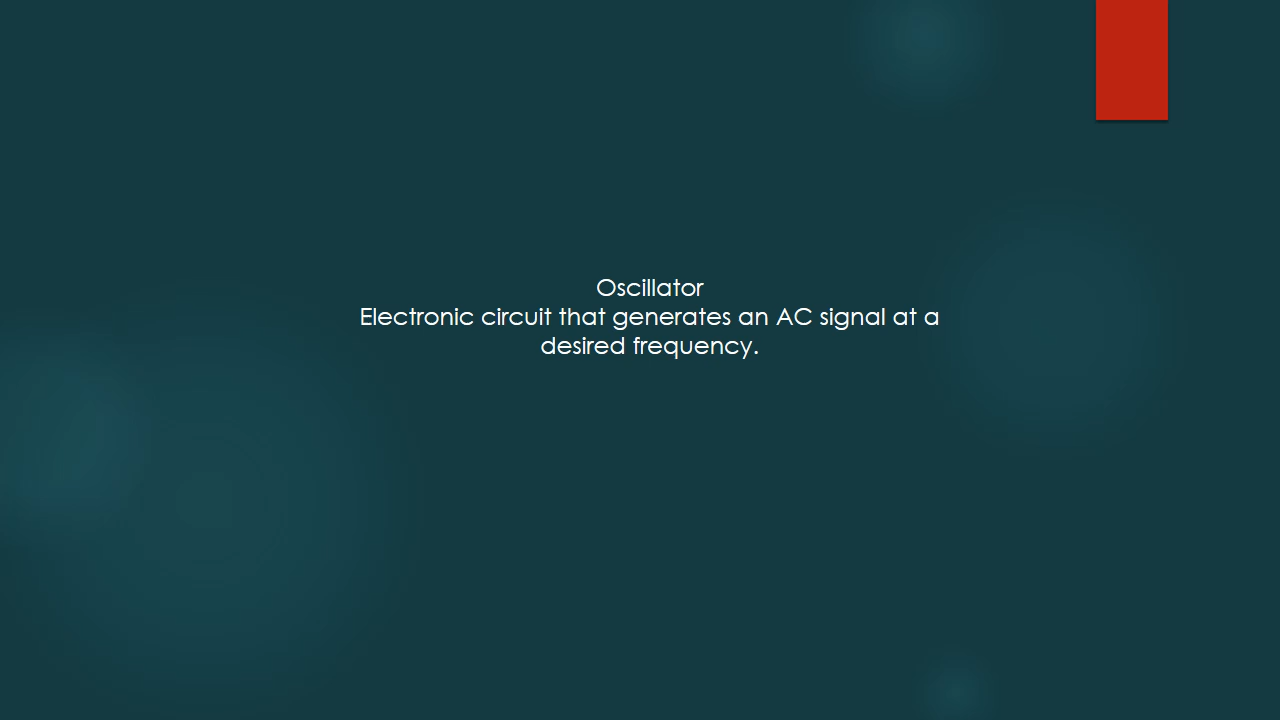 Oscillator
Electronic circuit that generates an AC signal at a
desired frequency.